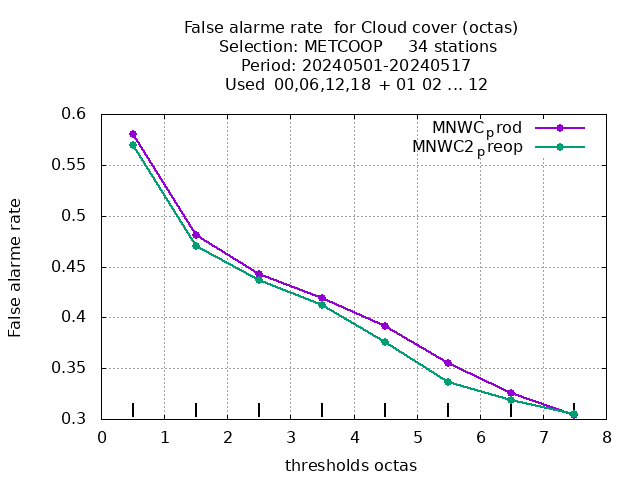 False alarme rate for Cloud cover (octas)
Selection: METCOOP 34 stations
Period: 20240501-20240517
Used 00,06,12,18 + 01 02 ... 12
MNWC_prod
MNWC2_preop
0.6
0.55
0.5
0.45
0.4
0.35
0.3
False alarme rate
0 1 2 3 4 5 6 7 8
thresholds octas